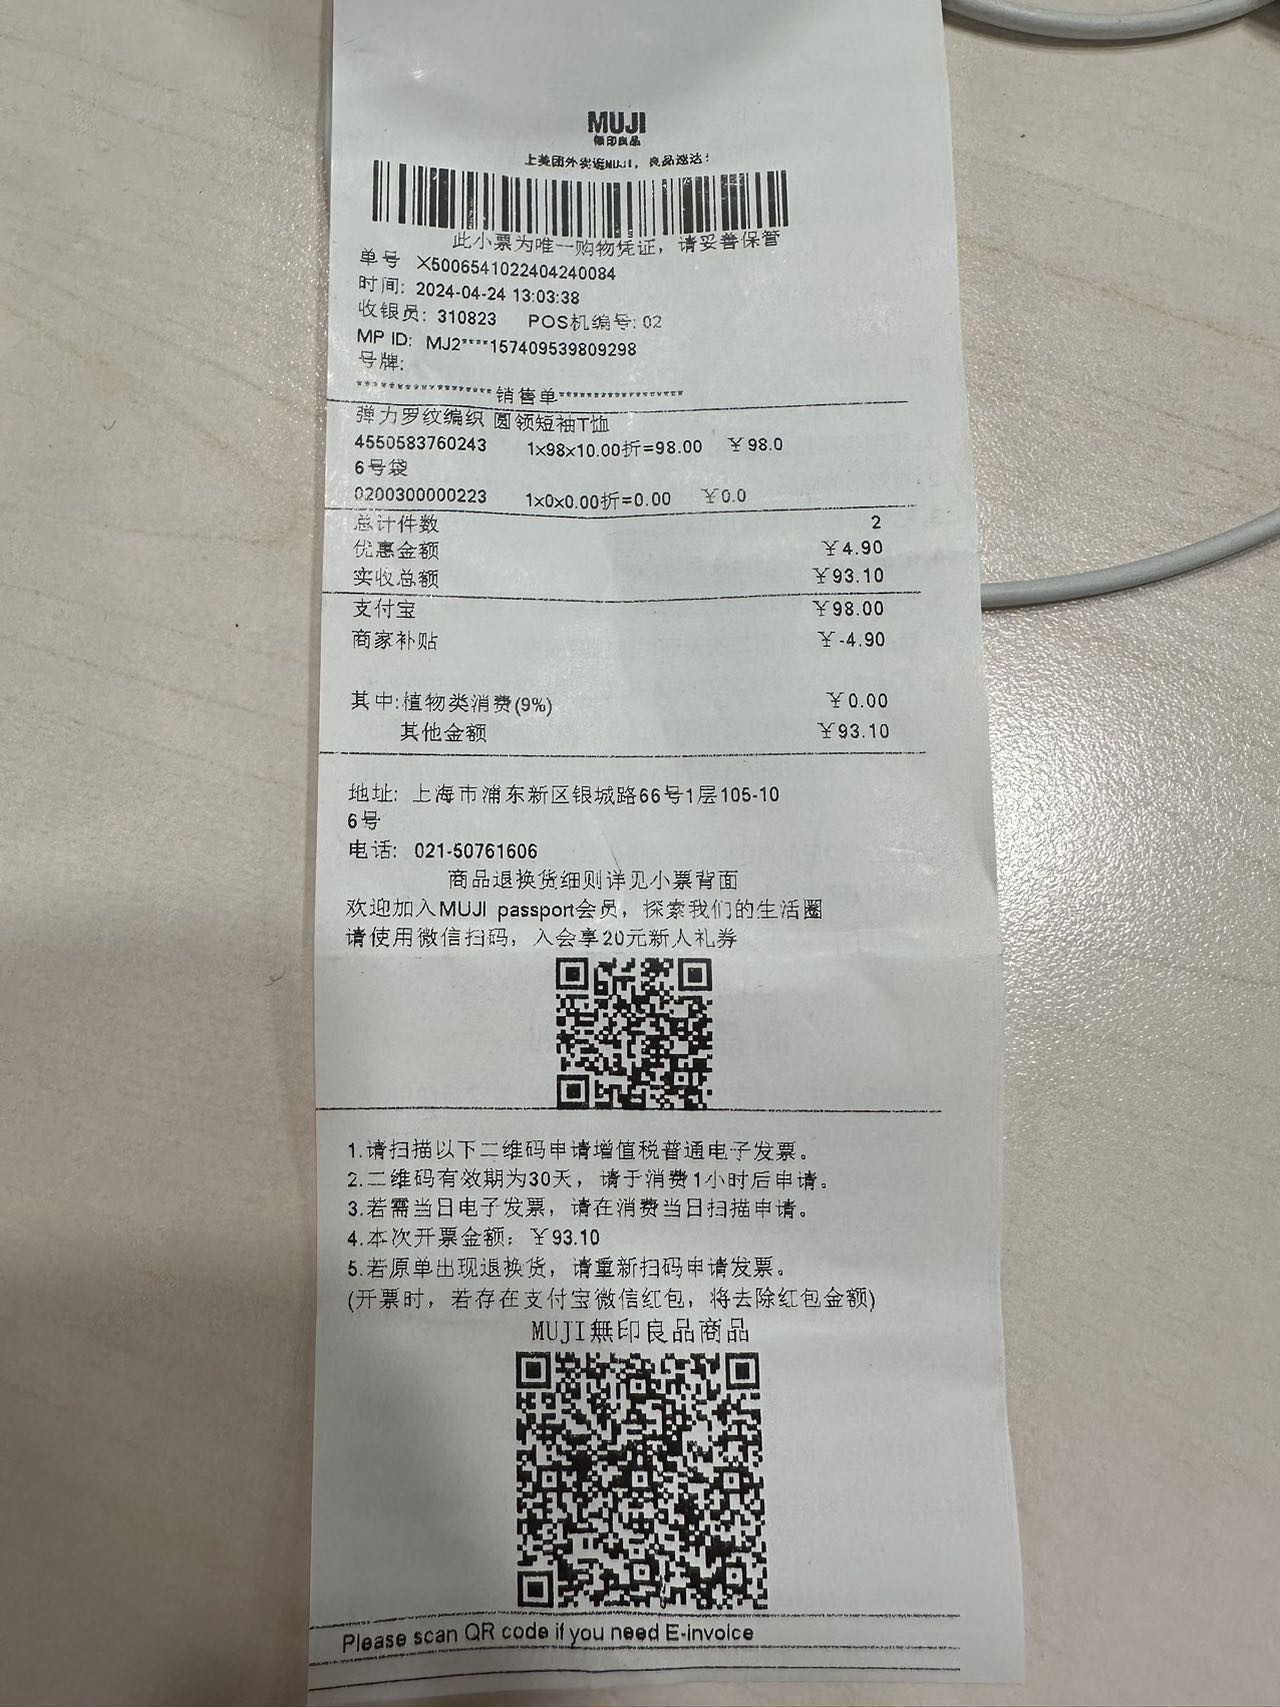 MUJI
無印良品
上美团外卖逛MUJI，良品速达！
此小票为唯一购物凭证，请妥善保管
单号 X5006541022404240084
时间: 2024-04-24 13:03:38
收银员: 310823 POS机编号: 02
MP ID: MJ2****157409539809298
号牌:
销售单
弹力罗纹编织 圆领短袖T恤
4550583760243 1x98x10.00折=98.00 ￥98.0
6号袋
0200300000223 1x0x0.00折=0.00 ￥0.0
总计件数 2
优惠金额 ￥4.90
实收总额 ￥93.10
支付宝 ￥98.00
商家补贴 ￥-4.90
其中:植物类消费(9%) ￥0.00
其他金额 ￥93.10
地址: 上海市浦东新区银城路66号1层105-10
6号
电话: 021-50761606
商品退换货细则详见小票背面
欢迎加入MUJI passport会员，探索我们的生活圈
请使用微信扫码，入会享20元新人礼券
1.请扫描以下二维码申请增值税普通电子发票。
2.二维码有效期为30天，请于消费1小时后申请。
3.若需当日电子发票，请在消费当日扫描申请。
4.本次开票金额: ￥93.10
5.若原单出现退换货，请重新扫码申请发票。
(开票时，若存在支付宝微信红包，将去除红包金额)
MUJI無印良品商品
Please scan QR code if you need E-invoice